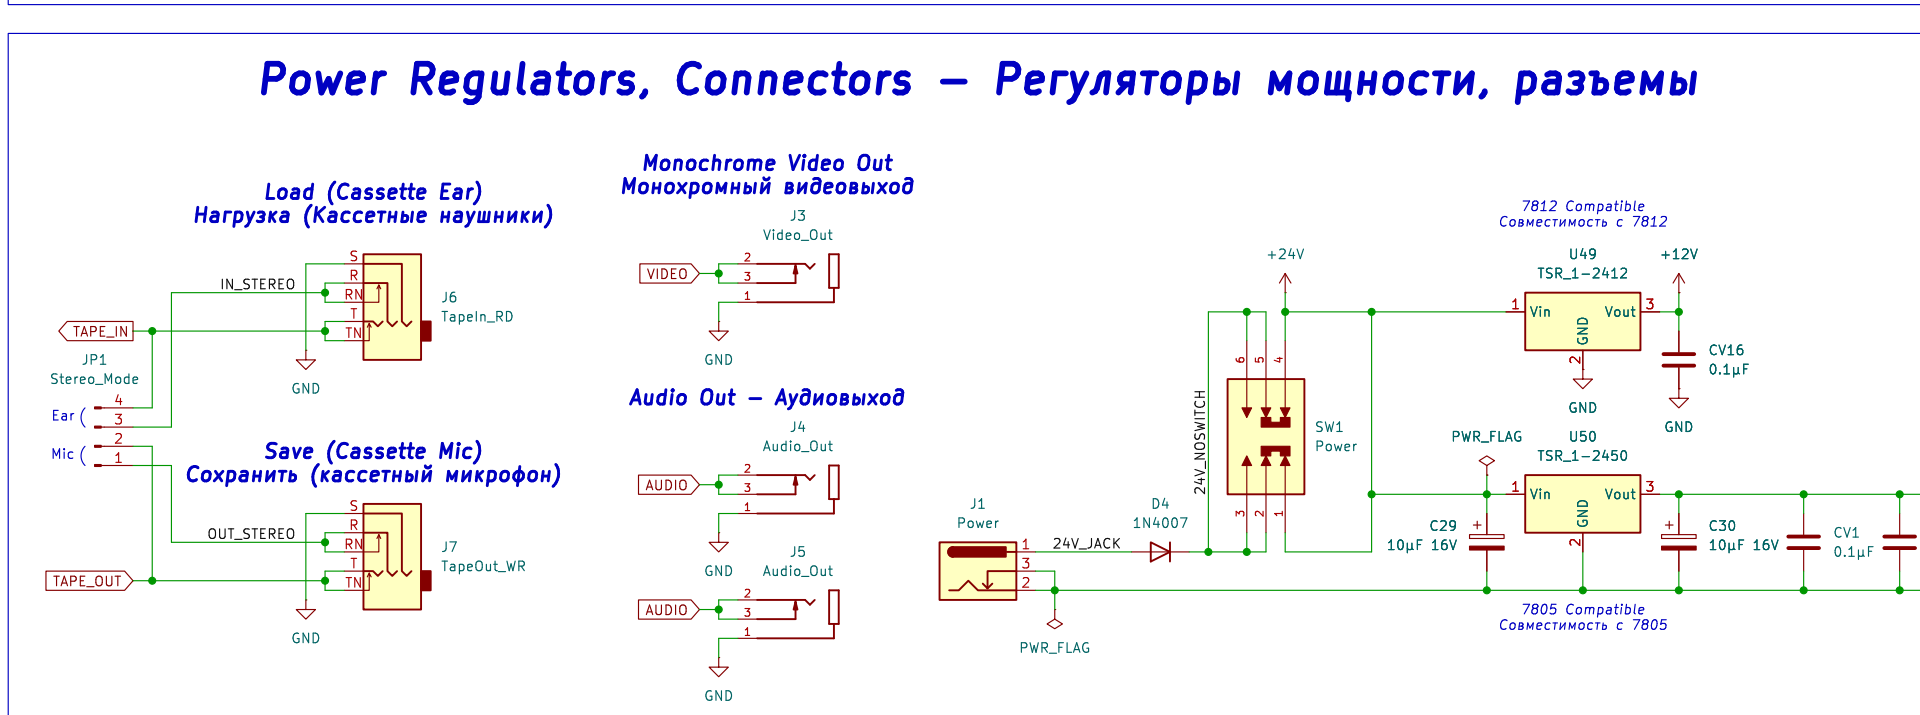 Power Regulators, Connectors – Регуляторы мощности, разъемы
Load (Cassette Ear)
Нагрузка (Кассетные наушники)
IN_STEREO
S
R
RN
T
TN
J6
TapeIn_RD
TAPE_IN
GND
JP1
Stereo_Mode
Ear (
4
3
Mic (
2
1
Save (Cassette Mic)
Сохранить (кассетный микрофон)
OUT_STEREO
S
R
RN
T
TN
J7
TapeOut_WR
TAPE_OUT
GND
Monochrome Video Out
Монохромный видеовыход
J3
Video_Out
VIDEO
2
3
1
GND
Audio Out – Аудиовыход
J4
Audio_Out
AUDIO
2
3
1
GND
J5
Audio_Out
AUDIO
2
3
1
GND
J1
Power
1
3
2
24V_JACK
PWR_FLAG
D4
1N4007
24V_NOSWITCH
+24V
6
5
4
SW1
Power
3
2
1
7812 Compatible
Совместимость с 7812
U49
TSR_1-2412
1
Vin
Vout
3
GND
2
GND
+12V
CV16
0.1µF
GND
PWR_FLAG
U50
TSR_1-2450
1
Vin
Vout
3
GND
2
C29
10µF 16V
C30
10µF 16V
CV1
0.1µF
7805 Compatible
Совместимость с 7805